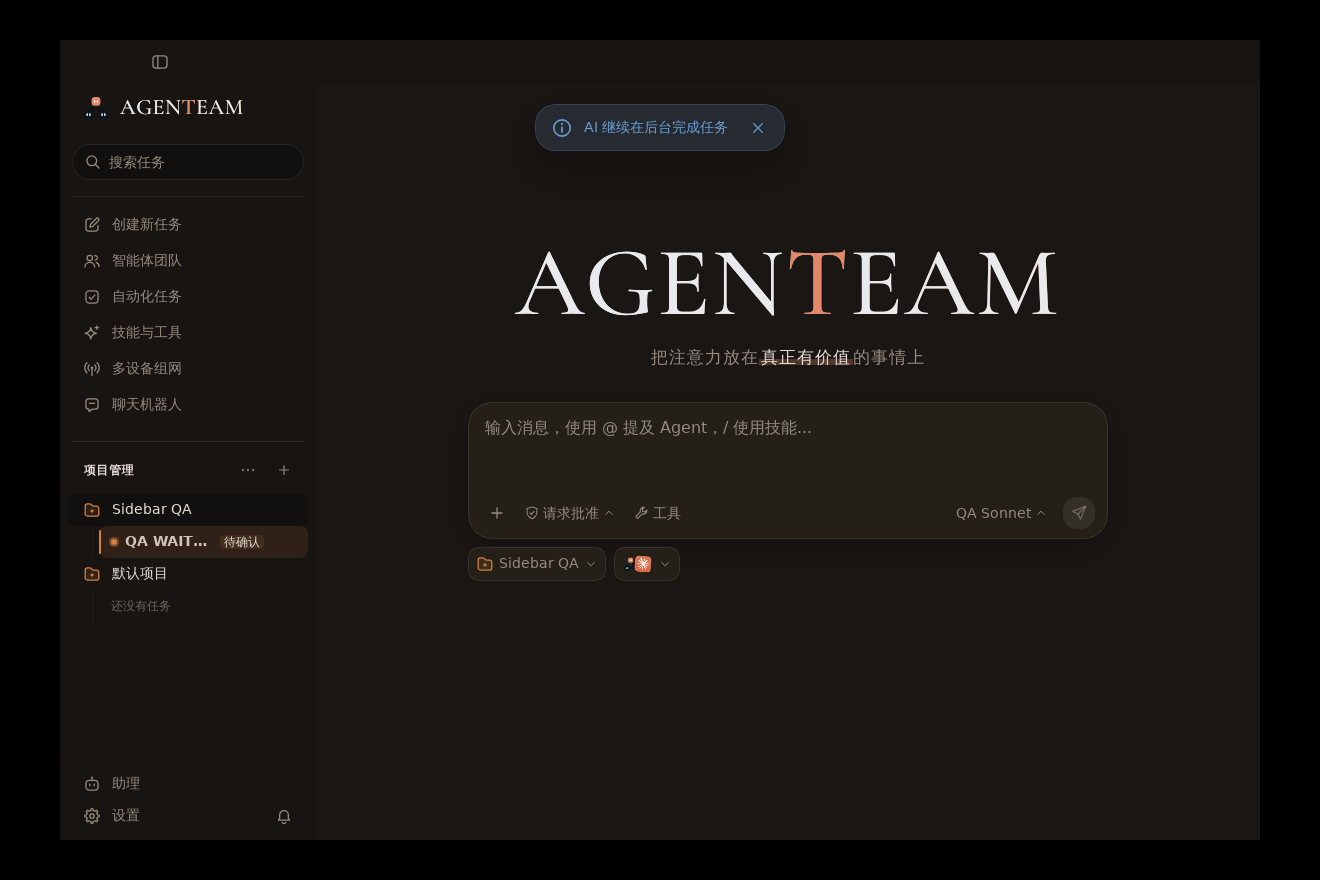 AGENTEAM
搜索任务
创建新任务
智能体团队
自动化任务
技能与工具
多设备组网
聊天机器人
项目管理
Sidebar QA
QA WAIT... 待确认
默认项目
还没有任务
助理
设置
AI 继续在后台完成任务
AGENTEAM
把注意力放在真正有价值的事情上
输入消息，使用 @ 提及 Agent，/ 使用技能...
请求批准 工具 QA Sonnet
Sidebar QA